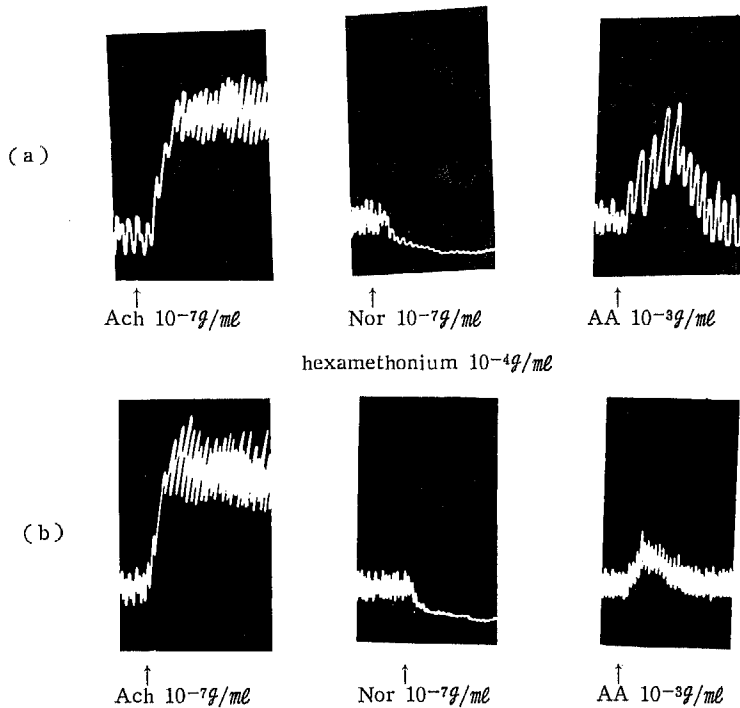 (a)
↑ ↑ ↑
Ach 10⁻⁷g/ml Nor 10⁻⁷g/ml AA 10⁻³g/ml
hexamethonium 10⁻⁴g/ml
(b)
↑ ↑ ↑
Ach 10⁻⁷g/ml Nor 10⁻⁷g/ml AA 10⁻³g/ml